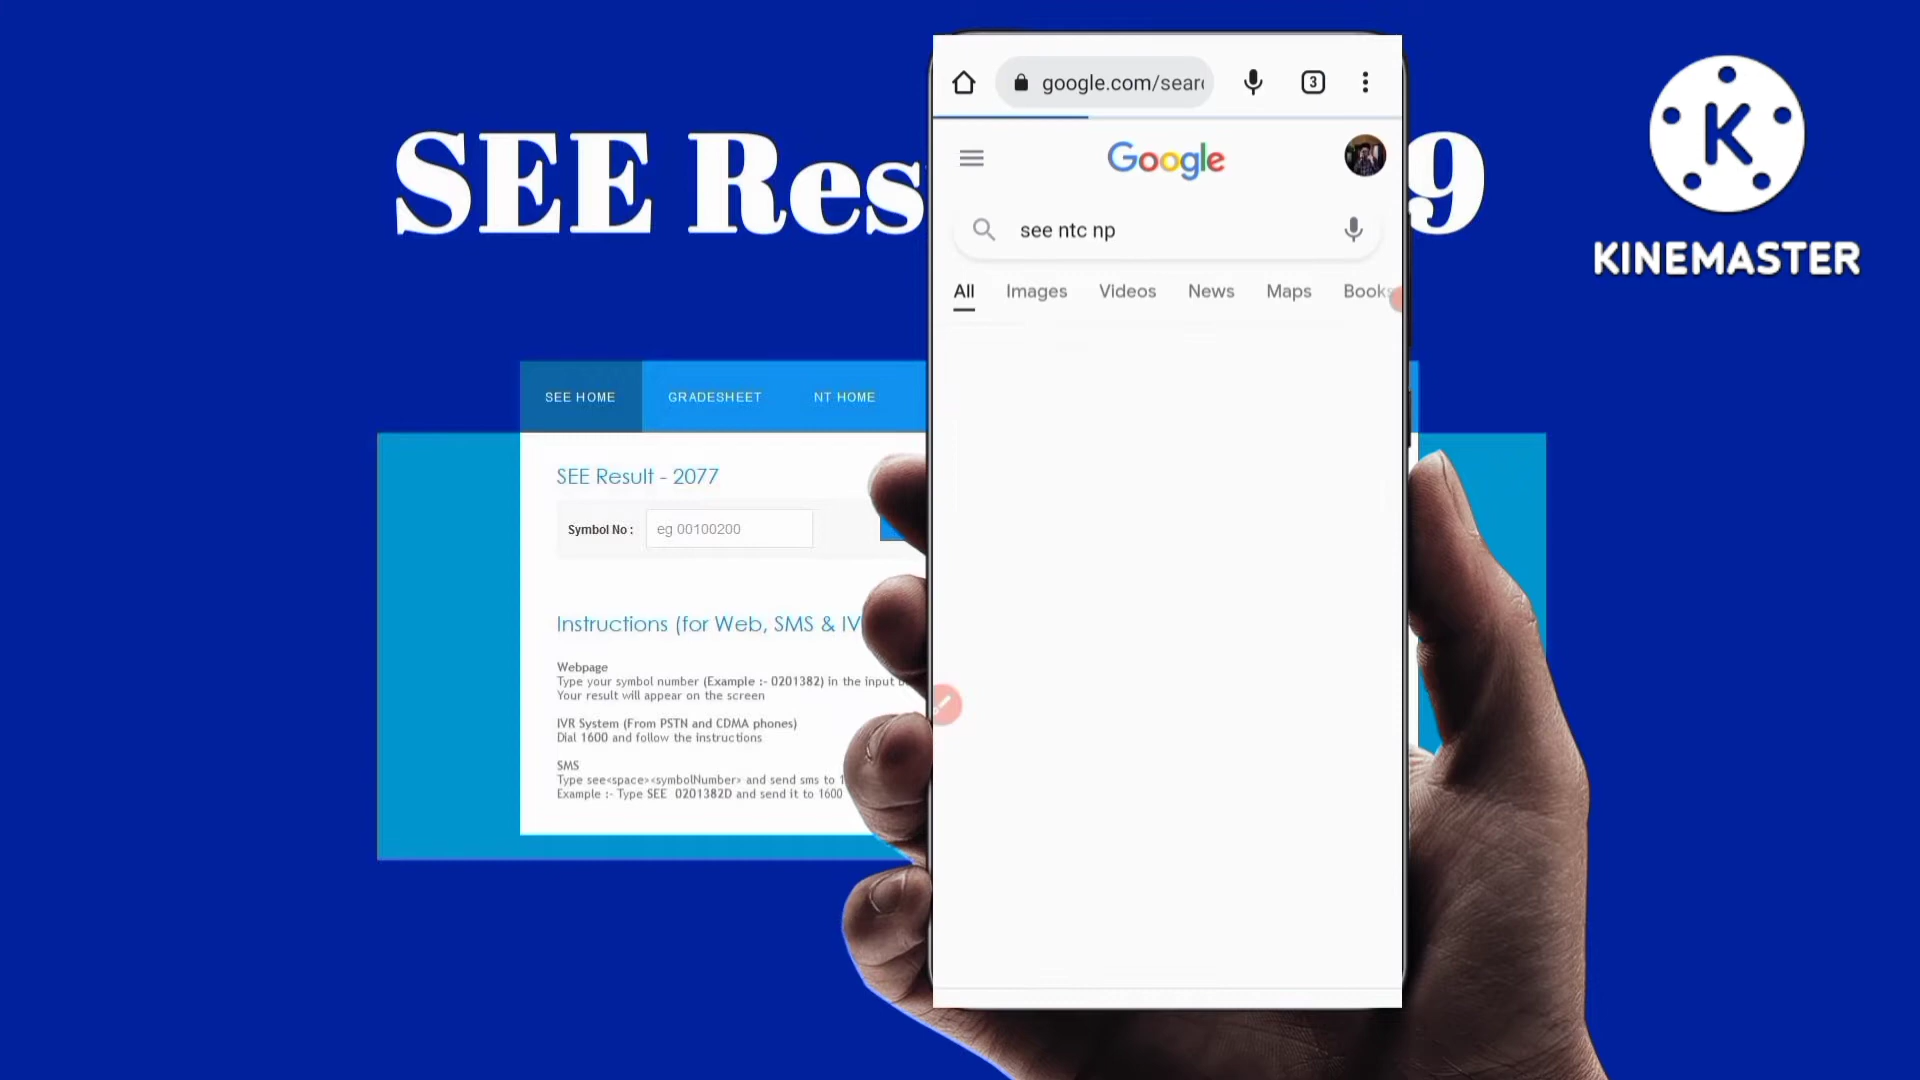 google.com/sear
3
Google
SEE Res 9
K
KINEMASTER
see ntc np
All Images Videos News Maps Books
SEE HOME GRADESHEET NT HOME
SEE Result - 2077
Symbol No : eg 00100200
Instructions (for Web, SMS & IV
Webpage
Type your symbol number (Example :- 0201382) in the input
Your result will appear on the screen
IVR System (From PSTN and CDMA phones)
Dial 1600 and follow the instructions
SMS
Type see<space><symbolNumber> and send sms to 1
Example :- Type SEE 0201382D and send it to 1600